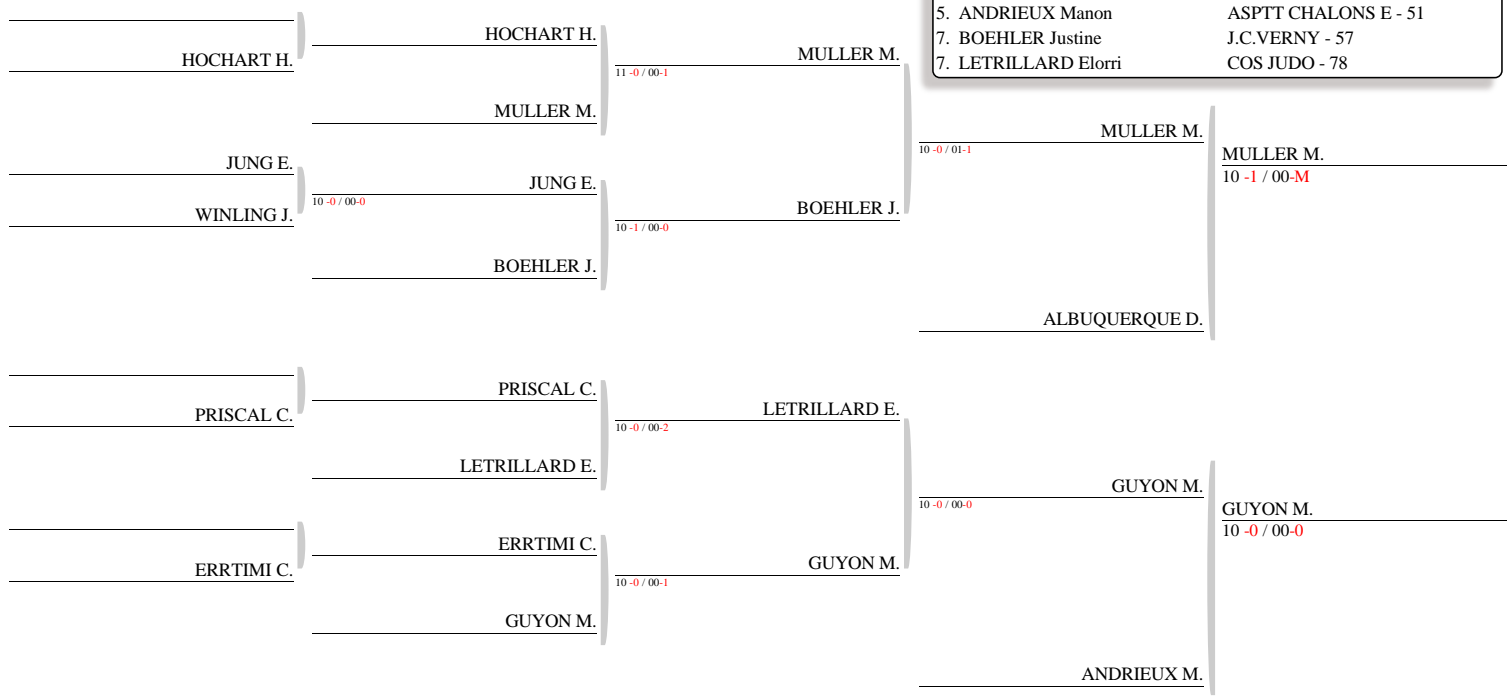 5. ANDRIEUX Manon ASPTT CHALONS E - 51
7. BOEHLER Justine J.C.VERNY - 57
7. LETRILLARD Elorri COS JUDO - 78
HOCHART H.
HOCHART H.
MULLER M.
11 -0 / 00-1
MULLER M.
MULLER M.
10 -0 / 01-1
MULLER M.
10 -1 / 00-M
JUNG E.
JUNG E.
10 -0 / 00-0
WINLING J.
BOEHLER J.
10 -1 / 00-0
BOEHLER J.
ALBUQUERQUE D.
PRISCAL C.
PRISCAL C.
LETRILLARD E.
10 -0 / 00-2
LETRILLARD E.
GUYON M.
10 -0 / 00-0
GUYON M.
10 -0 / 00-0
ERRTIMI C.
ERRTIMI C.
GUYON M.
10 -0 / 00-1
GUYON M.
ANDRIEUX M.